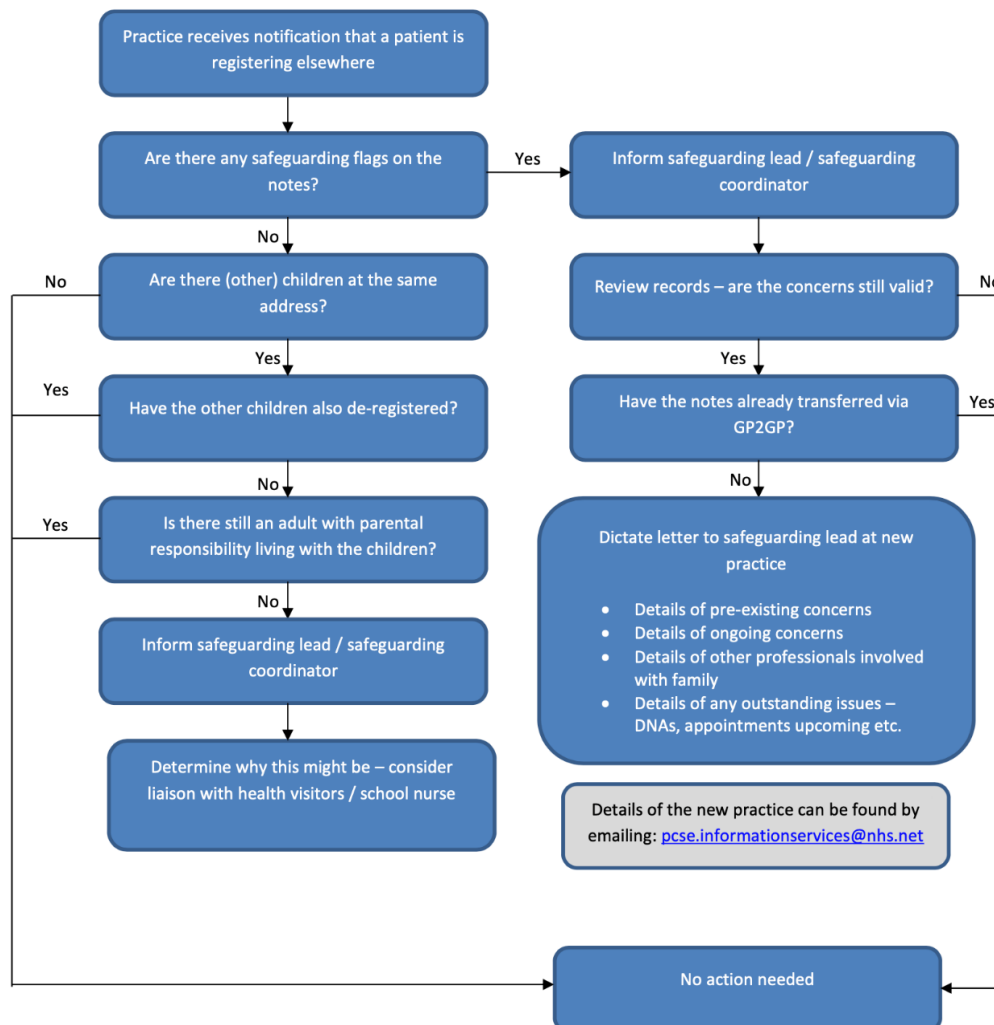 Practice receives notification that a patient is
registering elsewhere
Are there any safeguarding flags on the
notes?
Yes
Inform safeguarding lead / safeguarding
coordinator
No
No
Are there (other) children at the same
address?
Review records – are the concerns still valid?
No
Yes
Yes
Yes
Have the other children also de-registered?
Have the notes already transferred via
GP2GP?
Yes
No
No
Yes
Is there still an adult with parental
responsibility living with the children?
Dictate letter to safeguarding lead at new
practice
• Details of pre-existing concerns
• Details of ongoing concerns
• Details of other professionals involved
with family
• Details of any outstanding issues –
DNAs, appointments upcoming etc.
No
Inform safeguarding lead / safeguarding
coordinator
Determine why this might be – consider
liaison with health visitors / school nurse
Details of the new practice can be found by
emailing: pcse.informationservices@nhs.net
No action needed